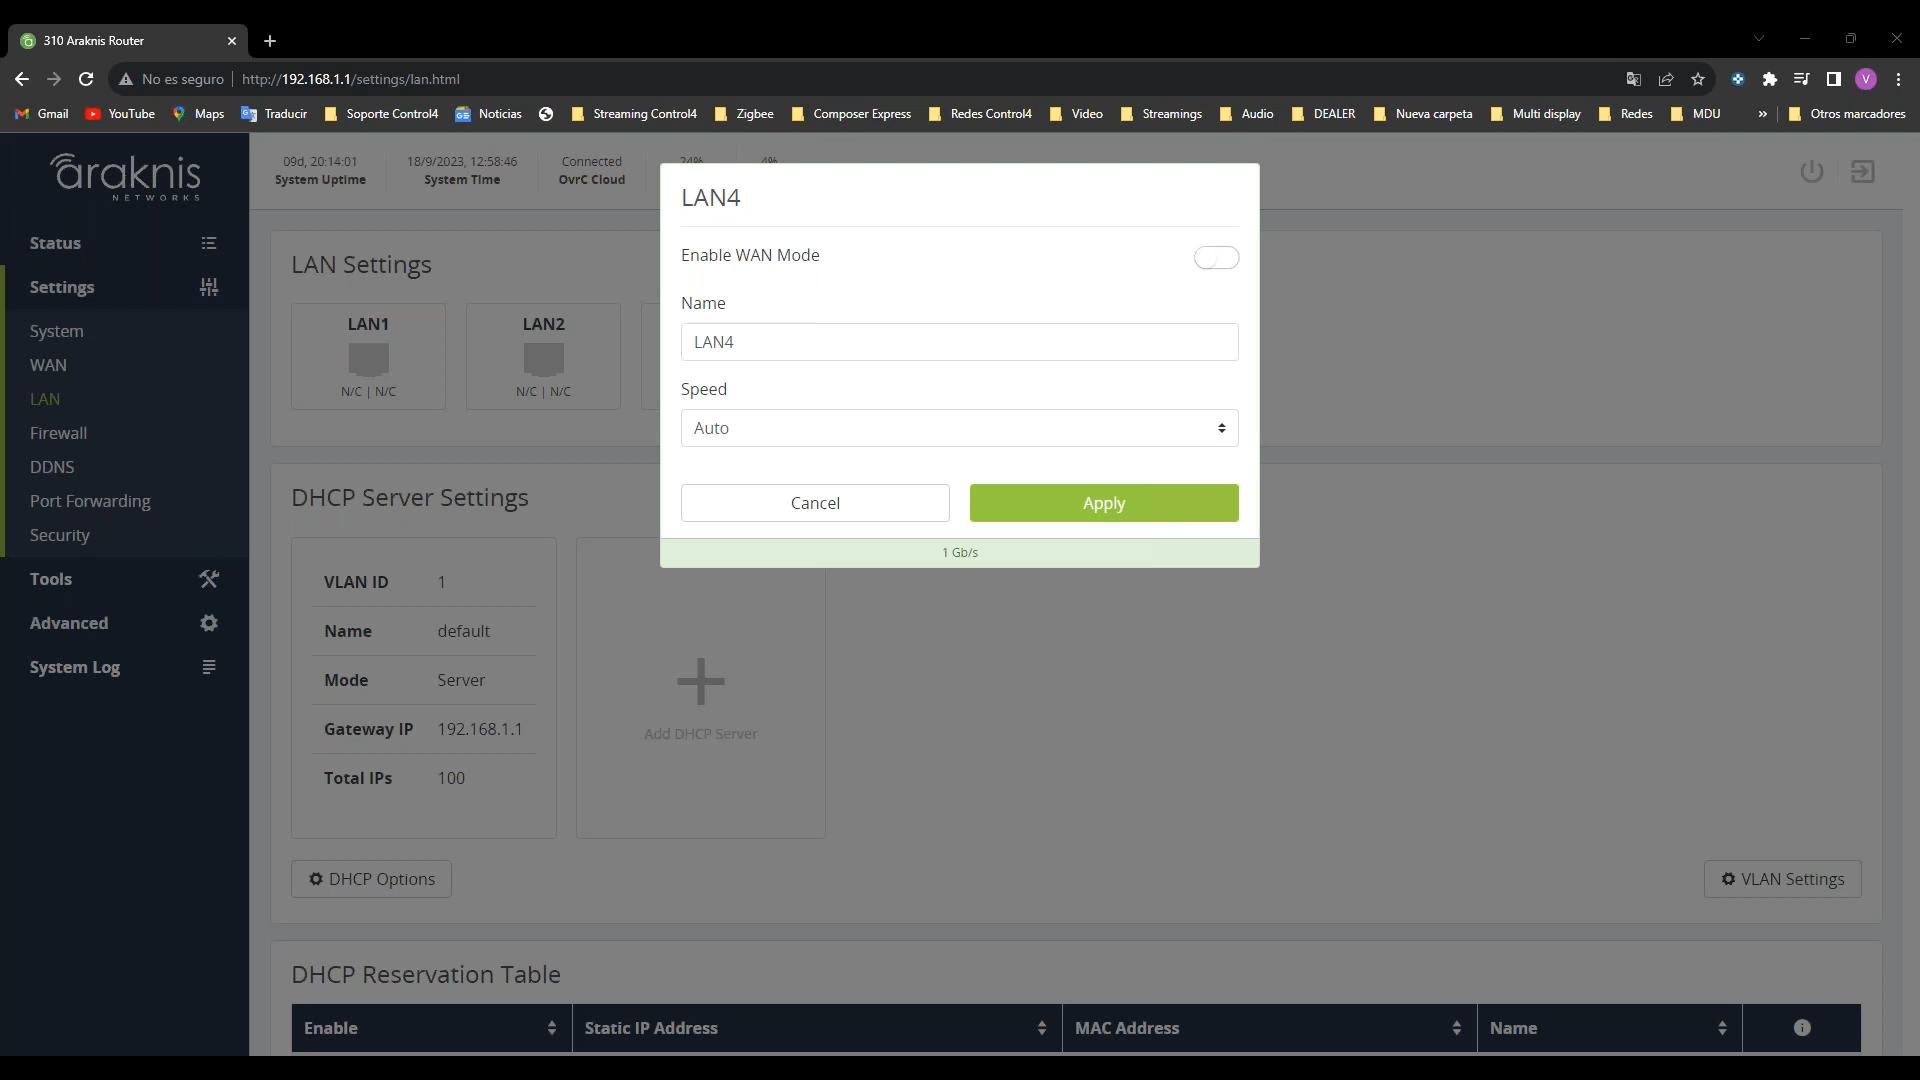 310 Araknis Router
No es seguro | http://192.168.1.1/settings/lan.html
Gmail YouTube Maps Traducir Soporte Control4 Noticias Streaming Control4 Zigbee Composer Express Redes Control4 Video Streamings Audio DEALER Nueva carpeta Multi display Redes MDU » Otros marcadores
araknis
NETWORKS
09d, 20:14:01 18/9/2023, 12:58:46 Connected 24% 4%
System Uptime System Time OvrC Cloud
Status
Settings
System
WAN
LAN
Firewall
DDNS
Port Forwarding
Security
Tools
Advanced
System Log
LAN Settings
LAN1 LAN2
N/C | N/C N/C | N/C
LAN4
Enable WAN Mode
Name
LAN4
Speed
Auto
Cancel Apply
1 Gb/s
DHCP Server Settings
VLAN ID 1
Name default
Mode Server
Gateway IP 192.168.1.1
Total IPs 100
Add DHCP Server
DHCP Options VLAN Settings
DHCP Reservation Table
Enable Static IP Address MAC Address Name